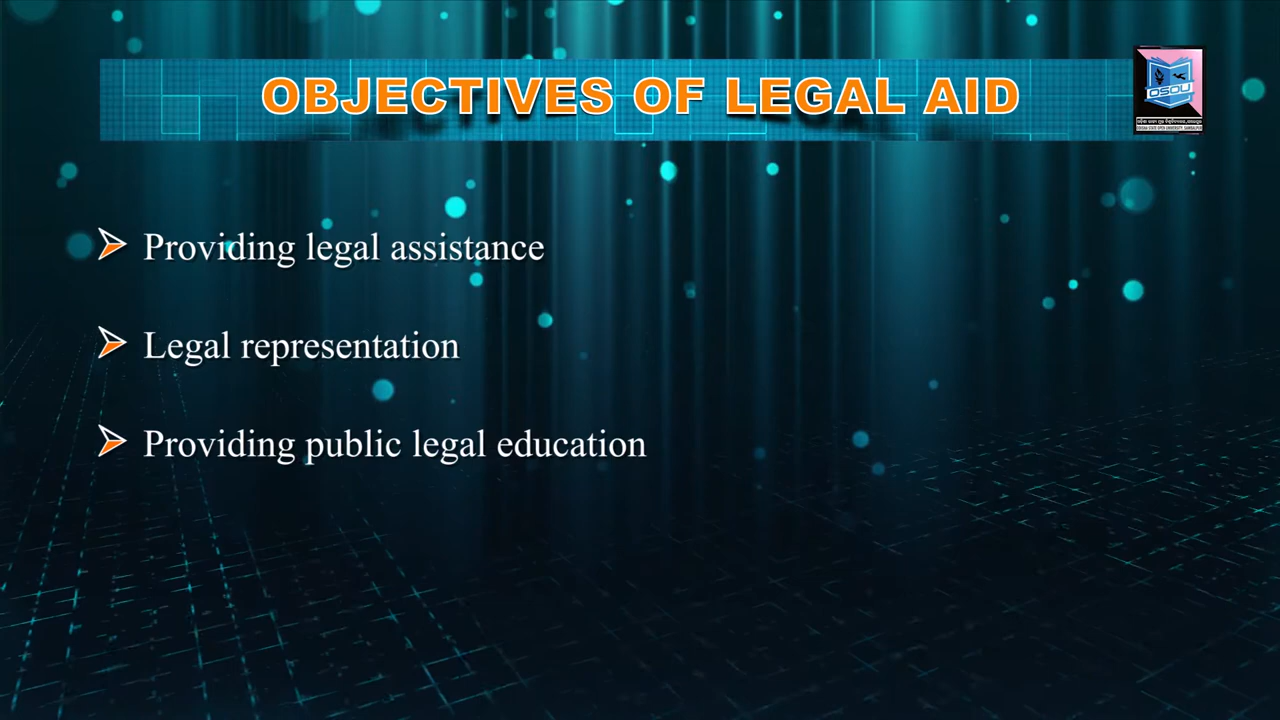 OBJECTIVES OF LEGAL AID
OSOU
Providing legal assistance
Legal representation
Providing public legal education